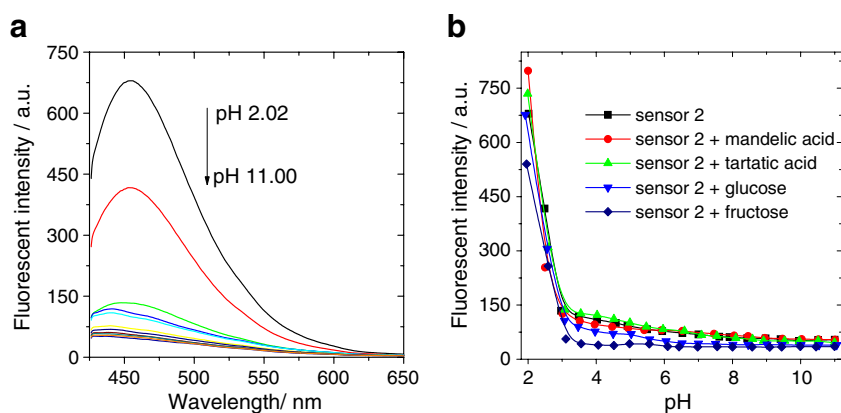 a
750
600
450
300
150
0
Fluorescent intensity / a.u.
pH 2.02
pH 11.00
450
500
550
600
650
Wavelength/ nm
b
750
600
450
300
150
0
Fluorescent intensity / a.u.
sensor 2
sensor 2 + mandelic acid
sensor 2 + tartatic acid
sensor 2 + glucose
sensor 2 + fructose
2
4
6
8
10
pH